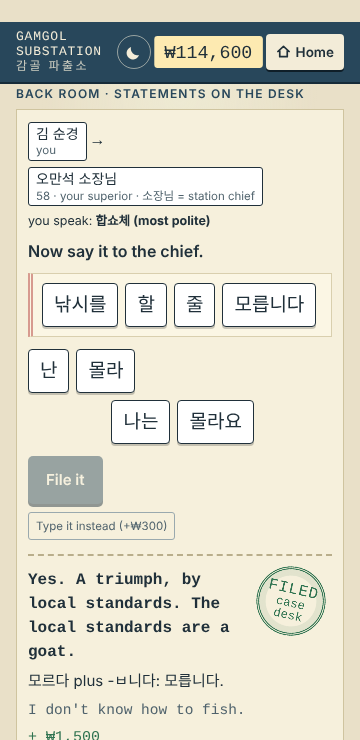 GAMGOL
SUBSTATION
감골 파출소
₩114,600
Home
BACK ROOM · STATEMENTS ON THE DESK
김 순경
you
→
오만석 소장님
58 · your superior · 소장님 = station chief
you speak: 합쇼체 (most polite)
Now say it to the chief.
낚시를 할 줄 모릅니다
난 몰라
나는 몰라요
File it
Type it instead (+₩300)
Yes. A triumph, by
local standards. The
local standards are a
goat.
FILED
case
desk
모르다 plus -ㅂ니다: 모릅니다.
I don't know how to fish.
+ ₩1,500